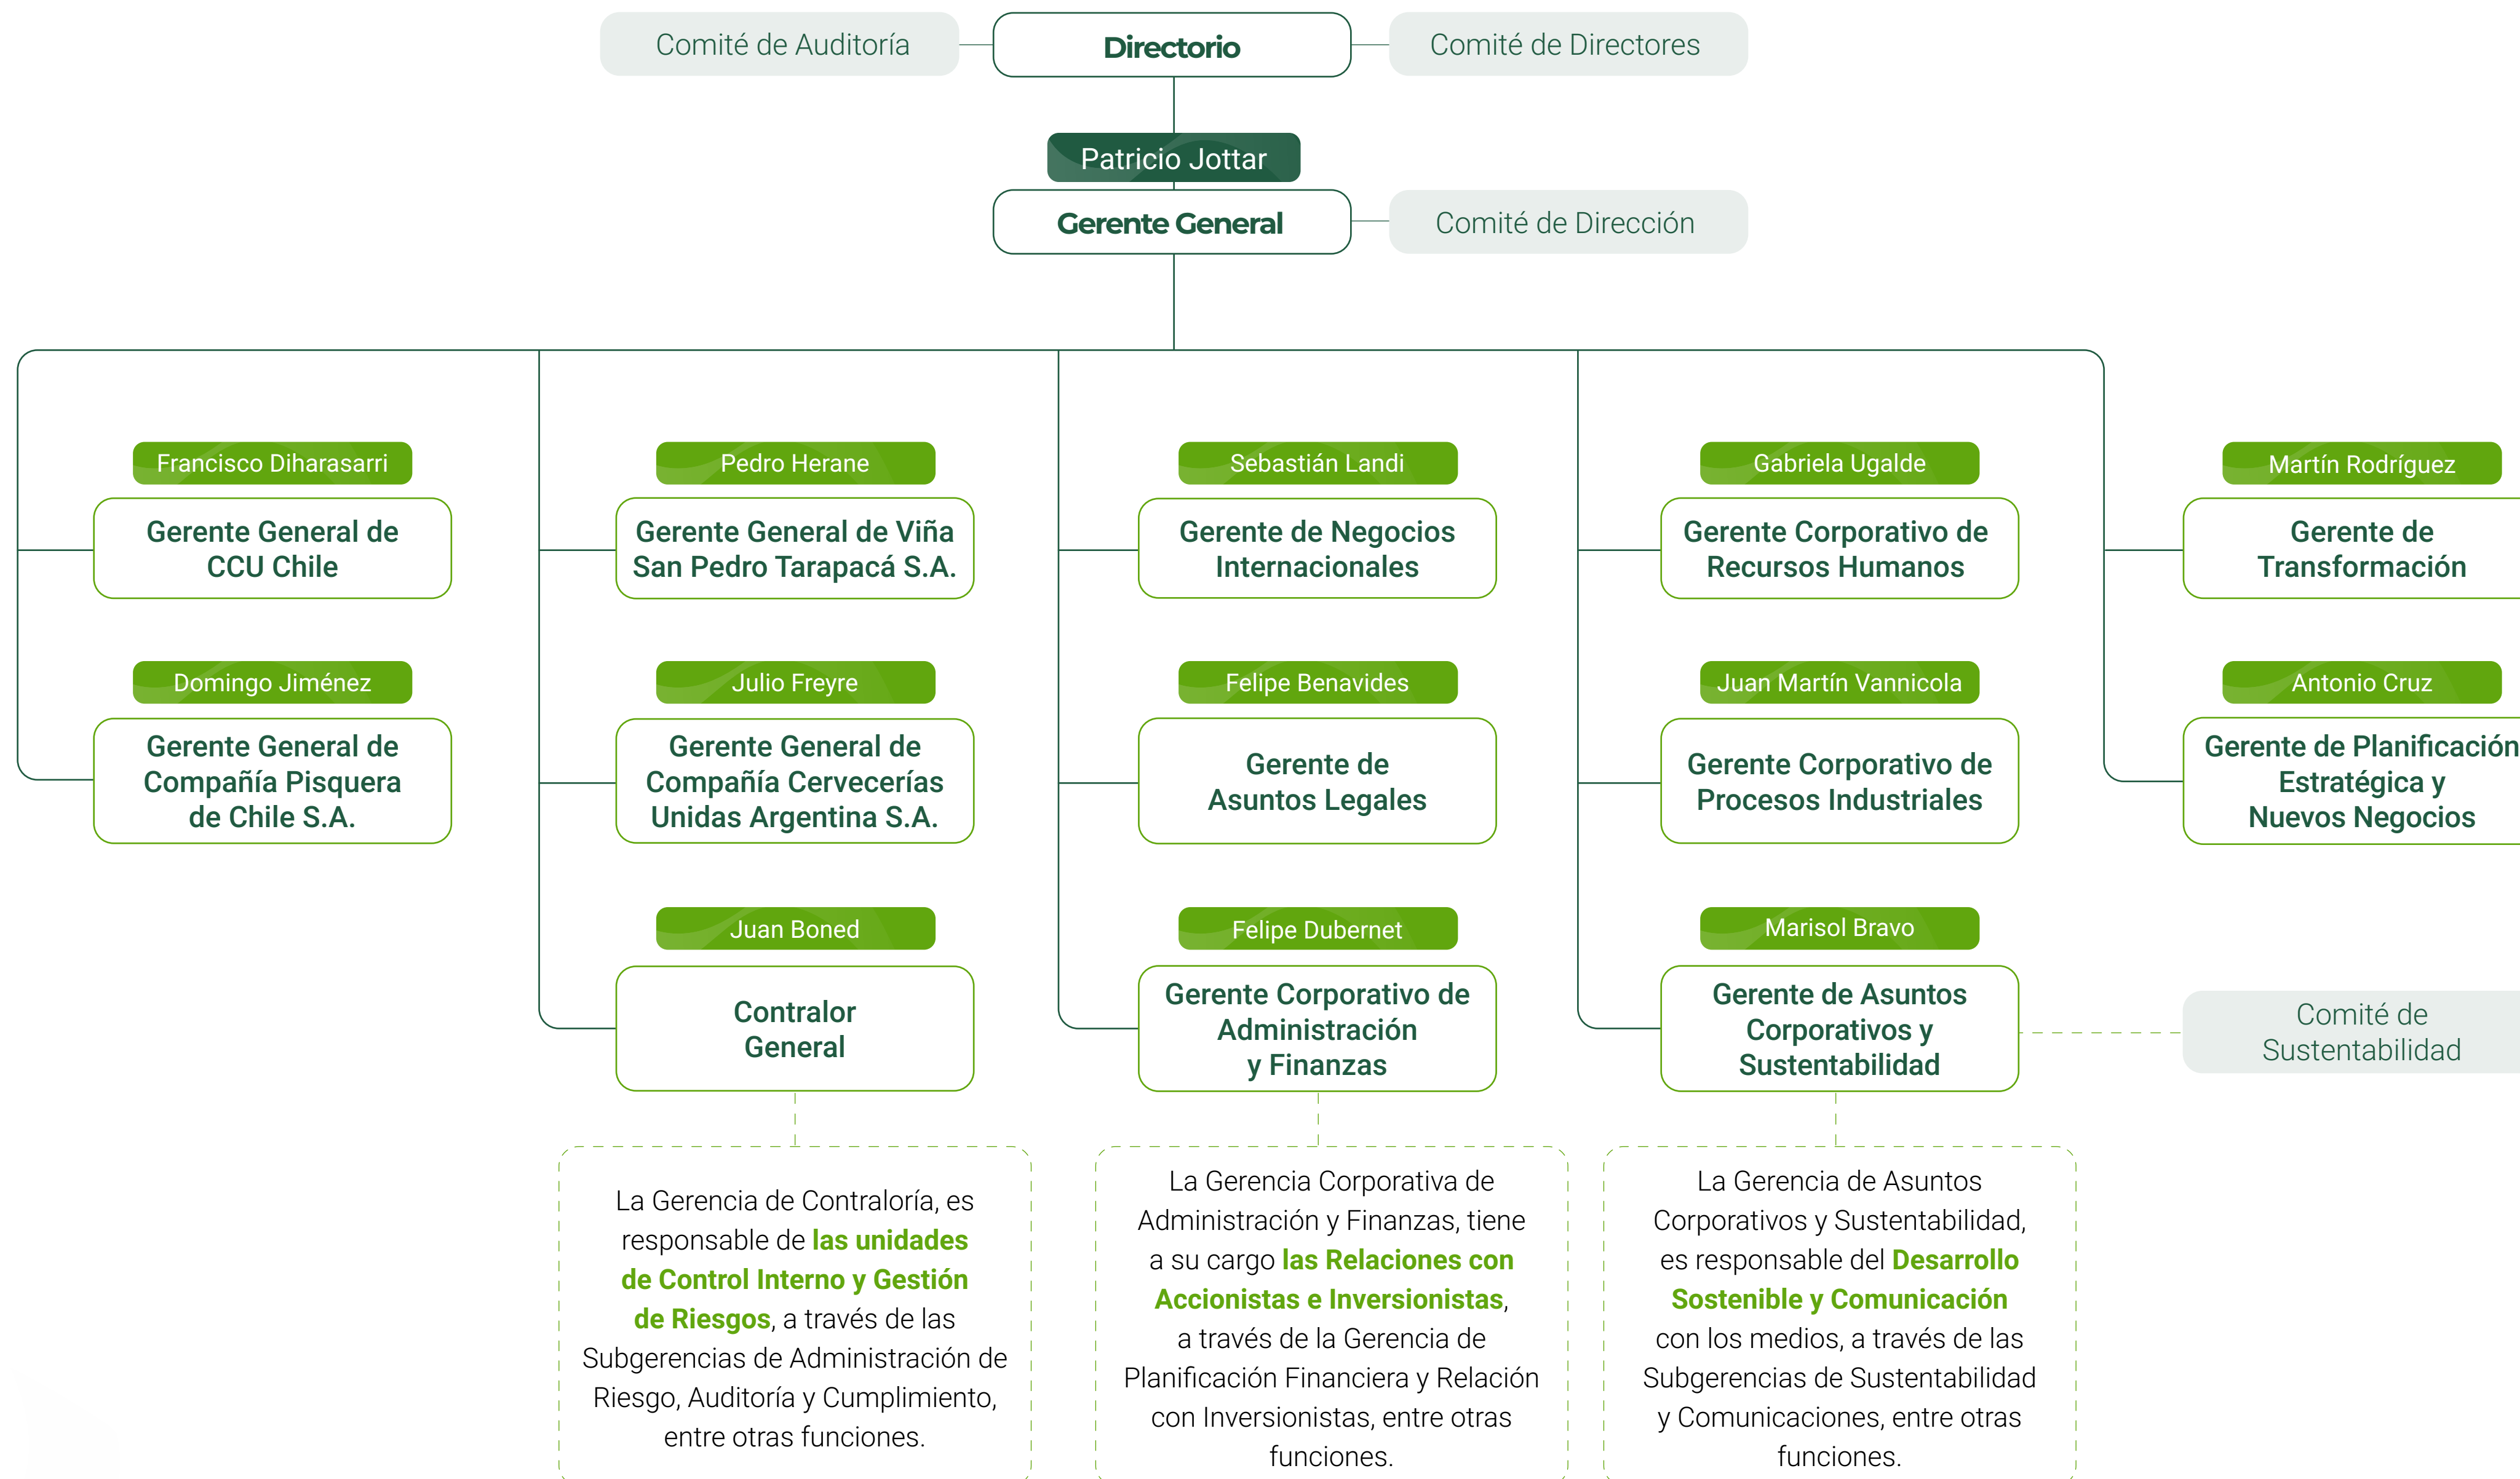 Comité de Auditoría
Directorio
Comité de Directores
Patricio Jottar
Gerente General
Comité de Dirección
Francisco Diharasarri
Gerente General de
CCU Chile
Pedro Herane
Gerente General de Viña
San Pedro Tarapacá S.A.
Sebastián Landi
Gerente de Negocios
Internacionales
Gabriela Ugalde
Gerente Corporativo de
Recursos Humanos
Martín Rodríguez
Gerente de
Transformación
Domingo Jiménez
Gerente General de
Compañía Pisquera
de Chile S.A.
Julio Freyre
Gerente General de
Compañía Cervecerías
Unidas Argentina S.A.
Felipe Benavides
Gerente de
Asuntos Legales
Juan Martín Vannicola
Gerente Corporativo de
Procesos Industriales
Antonio Cruz
Gerente de Planificación
Estratégica y
Nuevos Negocios
Juan Boned
Contralor
General
Felipe Dubernet
Gerente Corporativo de
Administración
y Finanzas
Marisol Bravo
Gerente de Asuntos
Corporativos y
Sustentabilidad
Comité de
Sustentabilidad
La Gerencia de Contraloría, es
responsable de las unidades
de Control Interno y Gestión
de Riesgos, a través de las
Subgerencias de Administración de
Riesgo, Auditoría y Cumplimiento,
entre otras funciones.
La Gerencia Corporativa de
Administración y Finanzas, tiene
a su cargo las Relaciones con
Accionistas e Inversionistas,
a través de la Gerencia de
Planificación Financiera y Relación
con Inversionistas, entre otras
funciones.
La Gerencia de Asuntos
Corporativos y Sustentabilidad,
es responsable del Desarrollo
Sostenible y Comunicación
con los medios, a través de las
Subgerencias de Sustentabilidad
y Comunicaciones, entre otras
funciones.